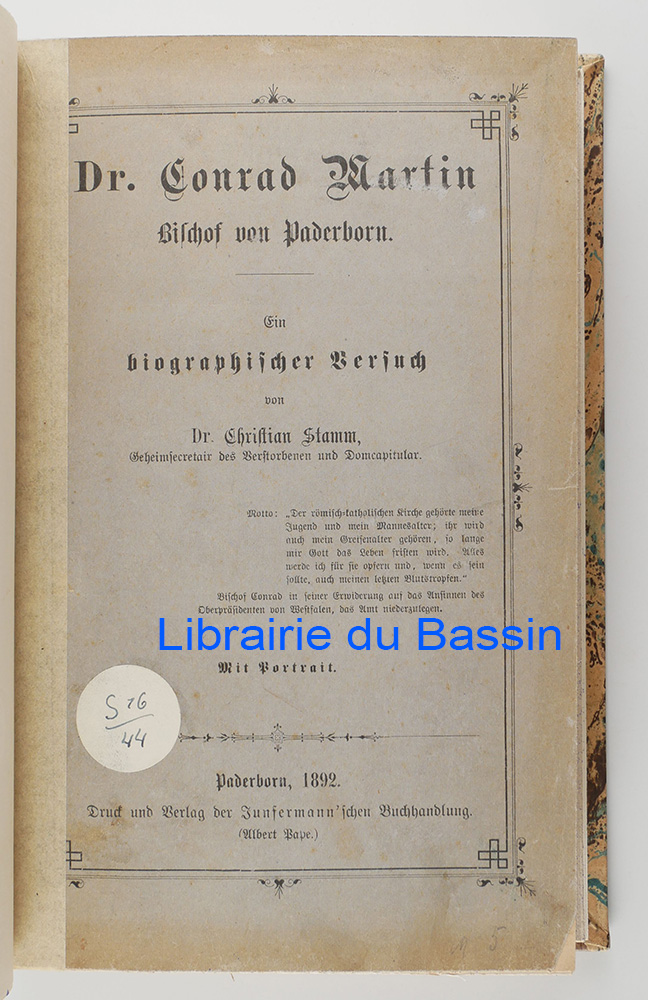 Dr. Conrad Martin
Bischof von Paderborn.
Ein
biographischer Versuch
von
Dr. Christian Stamm,
Geheimsecretair des Verstorbenen und Domcapitular.
Motto: „Der römisch-katholischen Kirche gehörte meine
Jugend und mein Mannesalter; ihr wird
auch mein Greisenalter gehören, so lange
mir Gott das Leben fristen wird. Alles
werde ich für sie opfern und, wenn es sein
sollte, auch meinen letzten Blutstropfen.“
Bischof Conrad in seiner Erwiderung auf das Ansinnen des
Oberpräsidenten von Westfalen, das Amt niederzulegen.
Librairie du Bassin
Mit Portrait.
S 76
44
Paderborn, 1892.
Druck und Verlag der Junfermann'schen Buchhandlung.
(Albert Pape.)